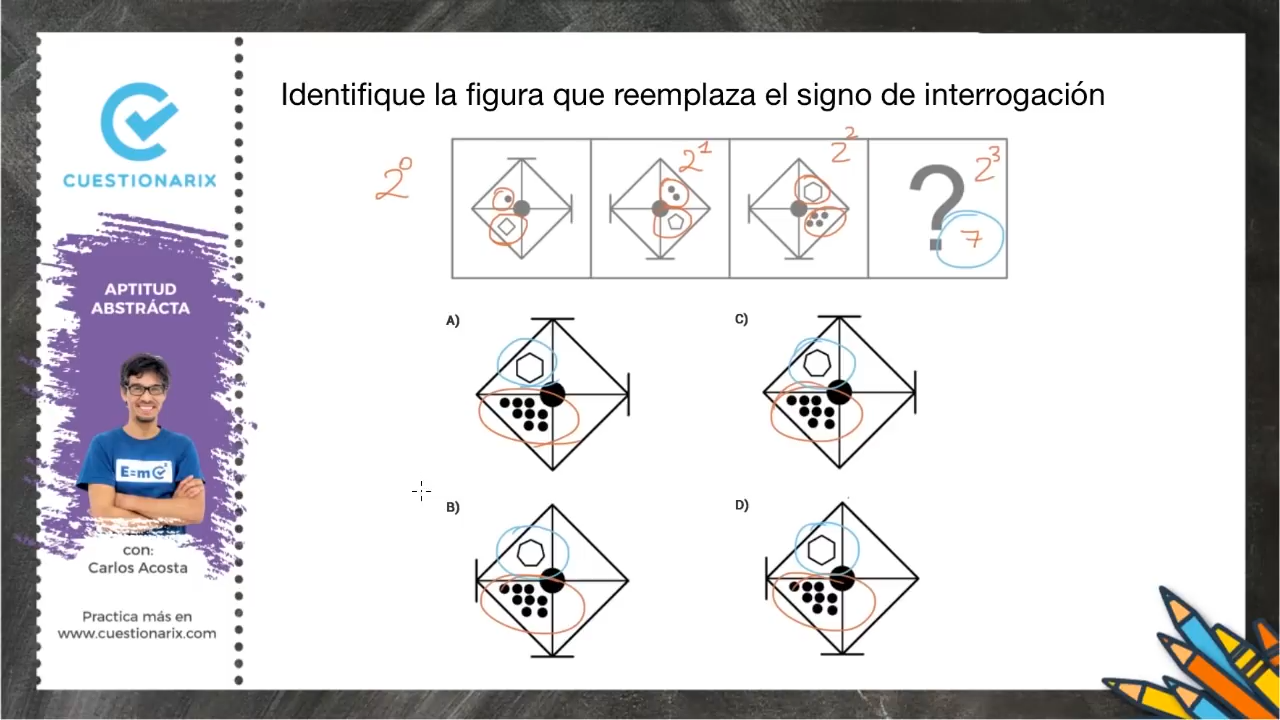 Identifique la figura que reemplaza el signo de interrogación
CUESTIONARIX
APTITUD
ABSTRÁCTA
E=mC²
con:
Carlos Acosta
Practica más en
www.cuestionarix.com
2⁰
2¹
2²
2³
?
7
A)
C)
B)
D)